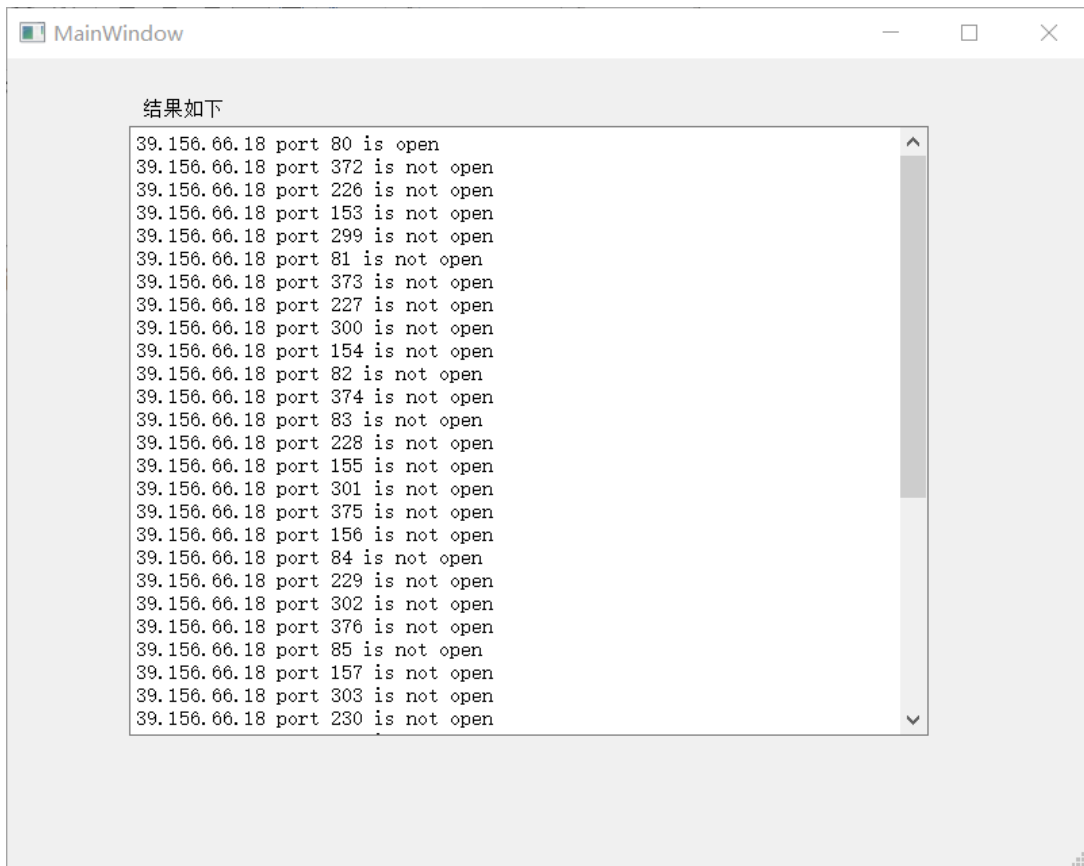 MainWindow
结果如下
39.156.66.18 port 80 is open
39.156.66.18 port 372 is not open
39.156.66.18 port 226 is not open
39.156.66.18 port 153 is not open
39.156.66.18 port 299 is not open
39.156.66.18 port 81 is not open
39.156.66.18 port 373 is not open
39.156.66.18 port 227 is not open
39.156.66.18 port 300 is not open
39.156.66.18 port 154 is not open
39.156.66.18 port 82 is not open
39.156.66.18 port 374 is not open
39.156.66.18 port 83 is not open
39.156.66.18 port 228 is not open
39.156.66.18 port 155 is not open
39.156.66.18 port 301 is not open
39.156.66.18 port 375 is not open
39.156.66.18 port 156 is not open
39.156.66.18 port 84 is not open
39.156.66.18 port 229 is not open
39.156.66.18 port 302 is not open
39.156.66.18 port 376 is not open
39.156.66.18 port 85 is not open
39.156.66.18 port 157 is not open
39.156.66.18 port 303 is not open
39.156.66.18 port 230 is not open